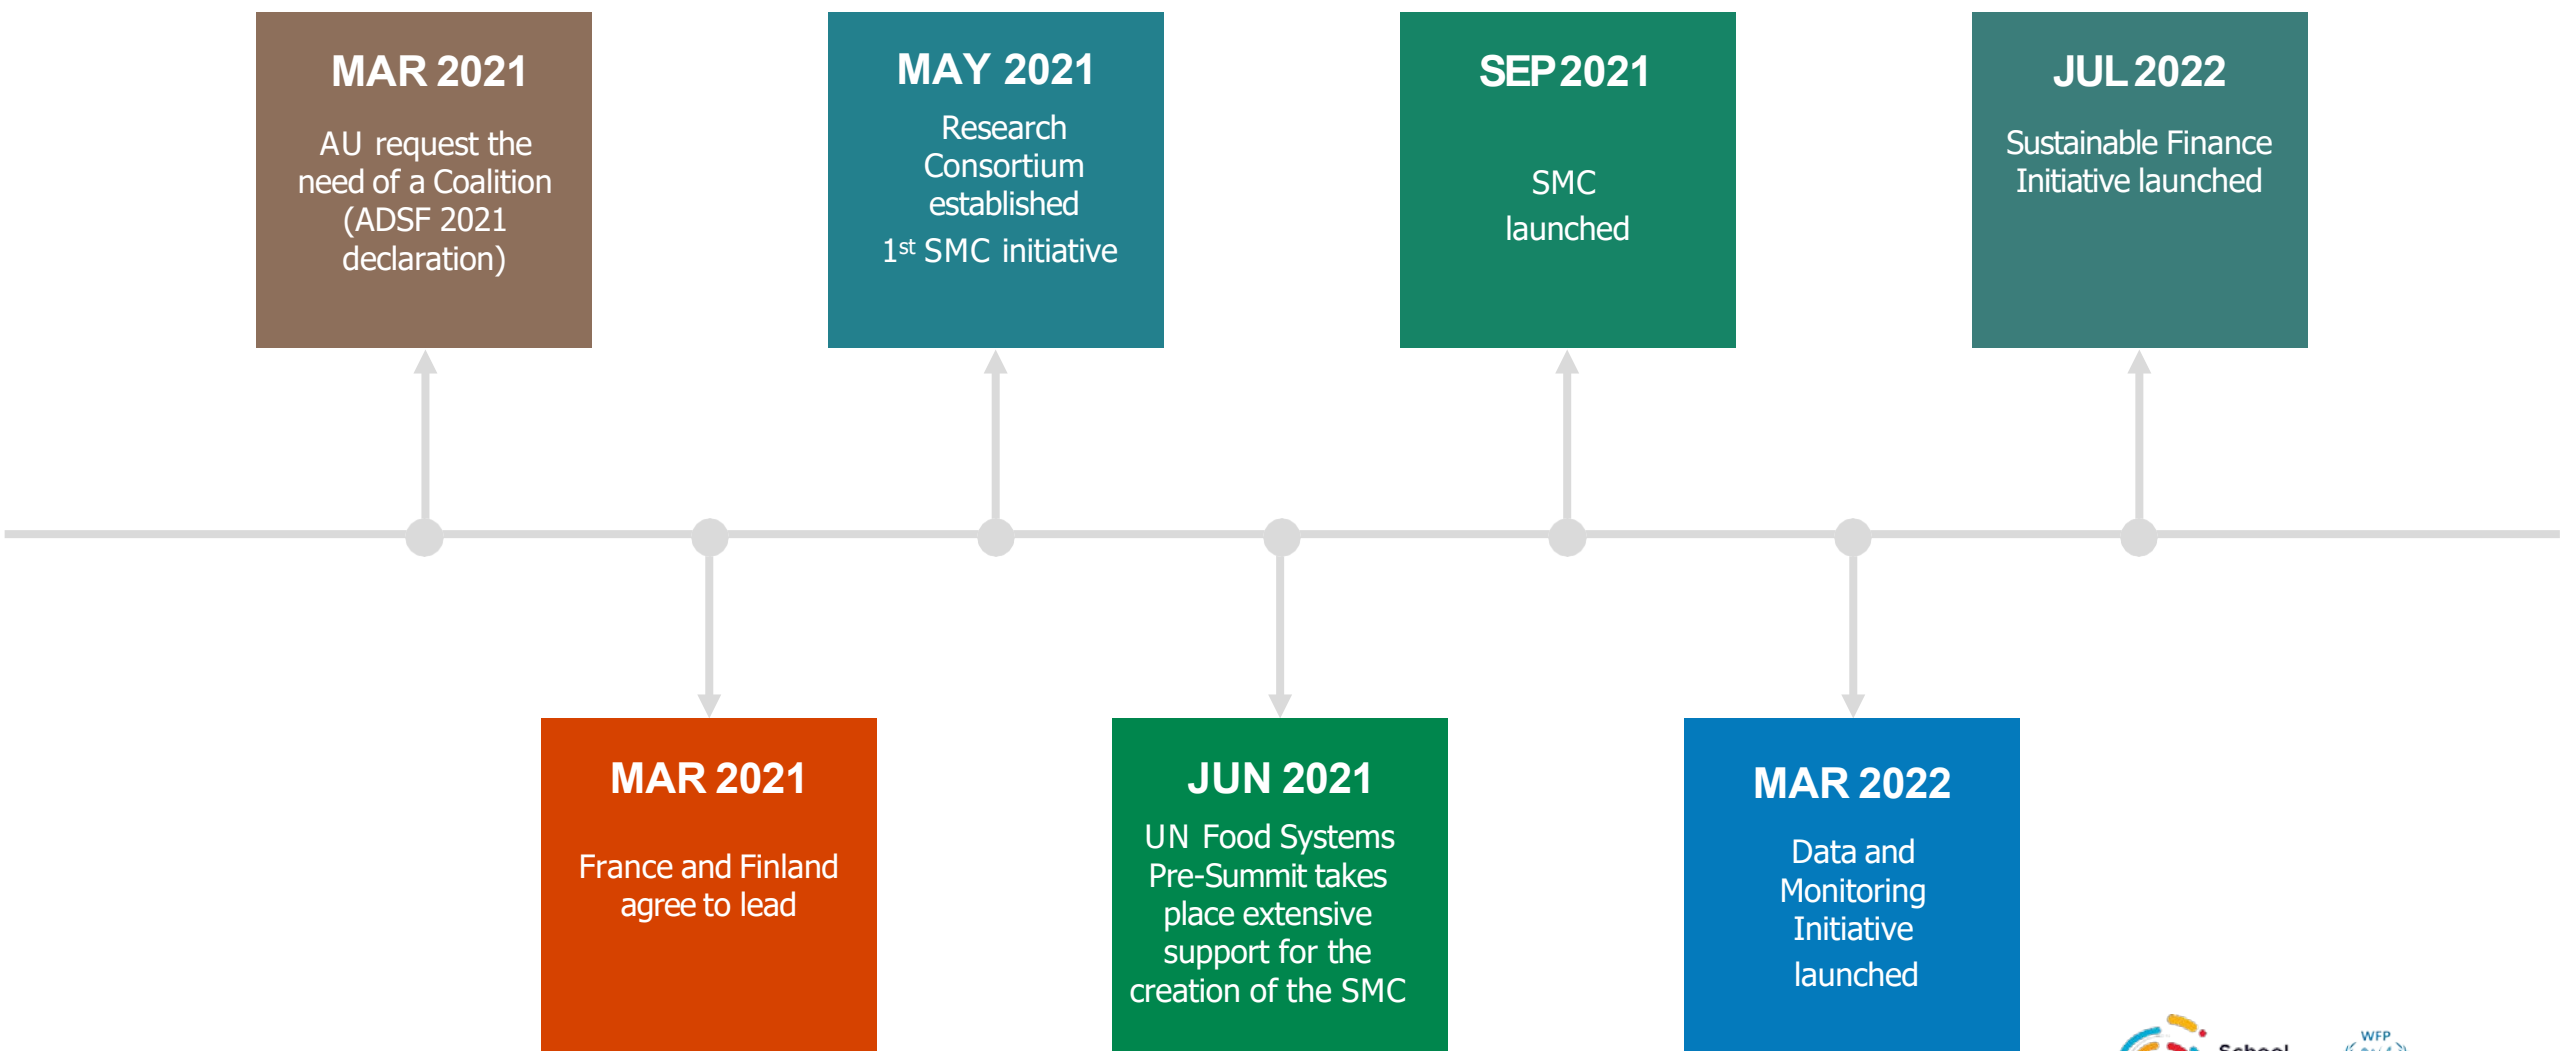 MAR 2021
AU request the
need of a Coalition
(ADSF 2021
declaration)
MAR 2021
France and Finland
agree to lead
MAY 2021
Research
Consortium
established
1st SMC initiative
JUN 2021
UN Food Systems
Pre-Summit takes
place extensive
support for the
creation of the SMC
SEP 2021
SMC
launched
MAR 2022
Data and
Monitoring
Initiative
launched
JUL 2022
Sustainable Finance
Initiative launched
School
WFP